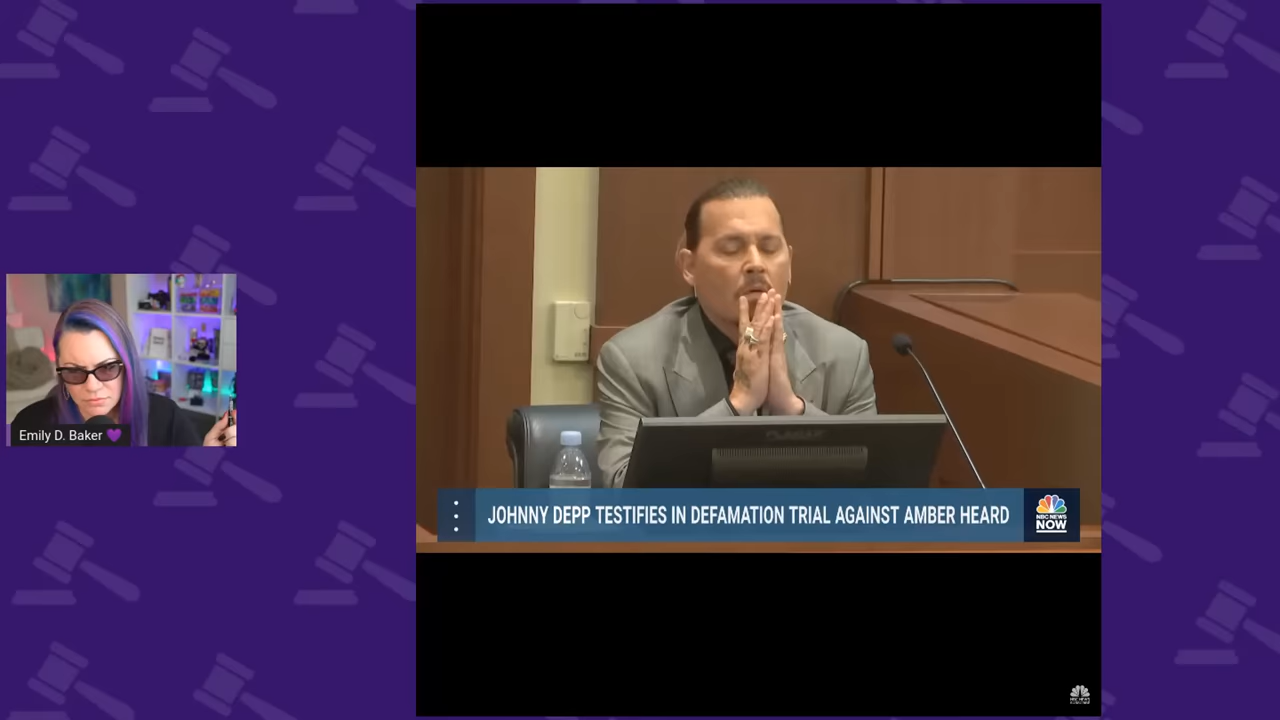 Emily D. Baker 💜
JOHNNY DEPP TESTIFIES IN DEFAMATION TRIAL AGAINST AMBER HEARD
NBC NEWS
NOW